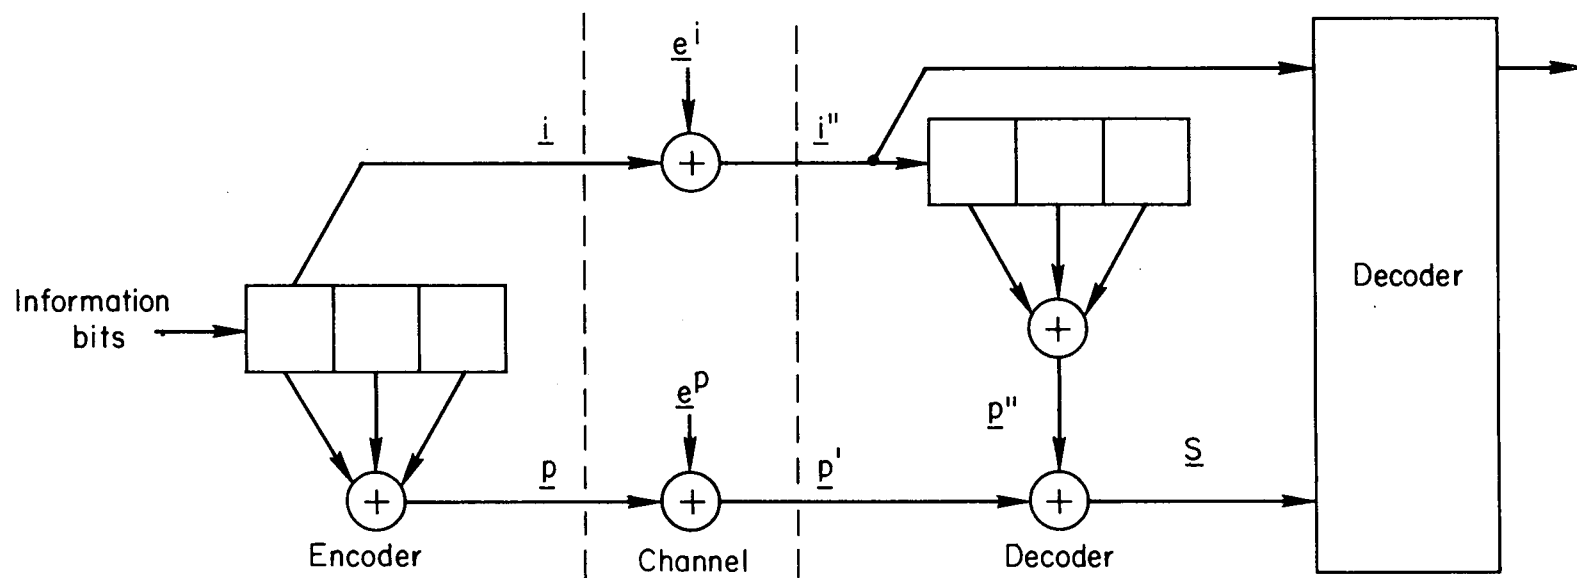 e^i
i
i"
Information
bits
Decoder
e^p
p"
p
p'
S
Encoder
Channel
Decoder